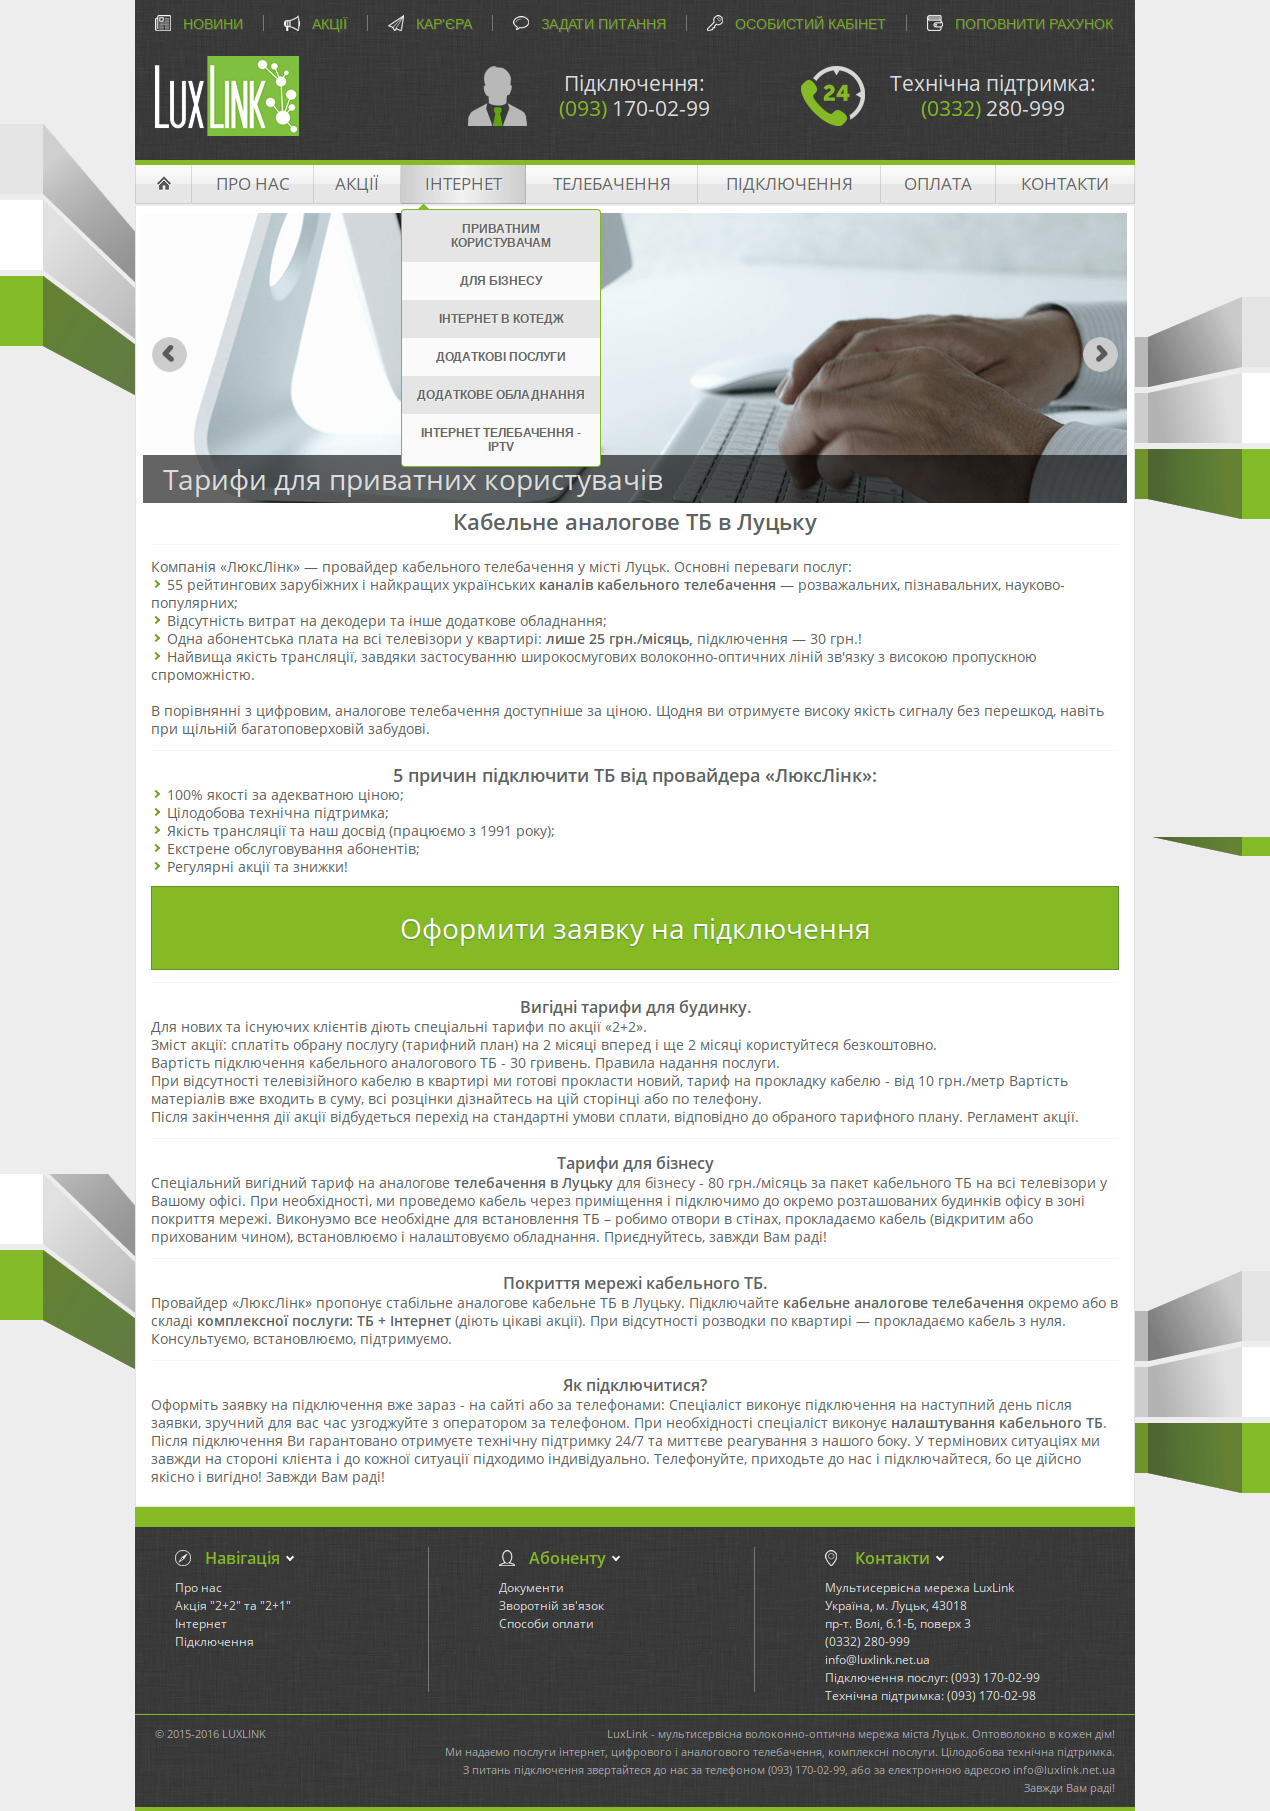 НОВИНИ
АКЦІЇ
КАР'ЄРА
ЗАДАТИ ПИТАННЯ
ОСОБИСТИЙ КАБІНЕТ
ПОПОВНИТИ РАХУНОК
LUXLINK
Підключення:
(093) 170-02-99
24
Технічна підтримка:
(0332) 280-999
ПРО НАС
АКЦІЇ
ІНТЕРНЕТ
ТЕЛЕБАЧЕННЯ
ПІДКЛЮЧЕННЯ
ОПЛАТА
КОНТАКТИ
ПРИВАТНИМ
КОРИСТУВАЧАМ
ДЛЯ БІЗНЕСУ
ІНТЕРНЕТ В КОТЕДЖ
ДОДАТКОВІ ПОСЛУГИ
ДОДАТКОВЕ ОБЛАДНАННЯ
ІНТЕРНЕТ ТЕЛЕБАЧЕННЯ -
IPTV
Тарифи для приватних користувачів
Кабельне аналогове ТБ в Луцьку
Компанія «ЛюксЛінк» — провайдер кабельного телебачення у місті Луцьк. Основні переваги послуг:
55 рейтингових зарубіжних і найкращих українських каналів кабельного телебачення — розважальних, пізнавальних, науково-
популярних;
Відсутність витрат на декодери та інше додаткове обладнання;
Одна абонентська плата на всі телевізори у квартирі: лише 25 грн./місяць, підключення — 30 грн.!
Найвища якість трансляції, завдяки застосуванню широкосмугових волоконно-оптичних ліній зв'язку з високою пропускною
спроможністю.
В порівнянні з цифровим, аналогове телебачення доступніше за ціною. Щодня ви отримуєте високу якість сигналу без перешкод, навіть
при щільній багатоповерховій забудові.
5 причин підключити ТБ від провайдера «ЛюксЛінк»:
100% якості за адекватною ціною;
Цілодобова технічна підтримка;
Якість трансляції та наш досвід (працюємо з 1991 року);
Екстрене обслуговування абонентів;
Регулярні акції та знижки!
Оформити заявку на підключення
Вигідні тарифи для будинку.
Для нових та існуючих клієнтів діють спеціальні тарифи по акції «2+2».
Зміст акції: сплатіть обрану послугу (тарифний план) на 2 місяці вперед і ще 2 місяці користуйтеся безкоштовно.
Вартість підключення кабельного аналогового ТБ - 30 гривень. Правила надання послуги.
При відсутності телевізійного кабелю в квартирі ми готові прокласти новий, тариф на прокладку кабелю - від 10 грн./метр Вартість
матеріалів вже входить в суму, всі розцінки дізнайтесь на цій сторінці або по телефону.
Після закінчення дії акції відбудеться перехід на стандартні умови сплати, відповідно до обраного тарифного плану. Регламент акції.
Тарифи для бізнесу
Спеціальний вигідний тариф на аналогове телебачення в Луцьку для бізнесу - 80 грн./місяць за пакет кабельного ТБ на всі телевізори у
Вашому офісі. При необхідності, ми проведемо кабель через приміщення і підключимо до окремо розташованих будинків офісу в зоні
покриття мережі. Виконуэмо все необхідне для встановлення ТБ – робимо отвори в стінах, прокладаємо кабель (відкритим або
прихованим чином), встановлюємо і налаштовуємо обладнання. Приєднуйтесь, завжди Вам раді!
Покриття мережі кабельного ТБ.
Провайдер «ЛюксЛінк» пропонує стабільне аналогове кабельне ТБ в Луцьку. Підключайте кабельне аналогове телебачення окремо або в
складі комплексної послуги: ТБ + Інтернет (діють цікаві акції). При відсутності розводки по квартирі — прокладаємо кабель з нуля.
Консультуємо, встановлюємо, підтримуємо.
Як підключитися?
Оформіть заявку на підключення вже зараз - на сайті або за телефонами: Спеціаліст виконує підключення на наступний день після
заявки, зручний для вас час узгоджуйте з оператором за телефоном. При необхідності спеціаліст виконує налаштування кабельного ТБ.
Після підключення Ви гарантовано отримуєте технічну підтримку 24/7 та миттєве реагування з нашого боку. У термінових ситуаціях ми
завжди на стороні клієнта і до кожної ситуації підходимо індивідуально. Телефонуйте, приходьте до нас і підключайтеся, бо це дійсно
якісно і вигідно! Завжди Вам раді!
Навігація
Про нас
Акція "2+2" та "2+1"
Інтернет
Підключення
Абоненту
Документи
Зворотній зв'язок
Способи оплати
Контакти
Мультисервісна мережа LuxLink
Україна, м. Луцьк, 43018
пр-т. Волі, б.1-Б, поверх 3
(0332) 280-999
info@luxlink.net.ua
Підключення послуг: (093) 170-02-99
Технічна підтримка: (093) 170-02-98
© 2015-2016 LUXLINK
LuxLink - мультисервісна волоконно-оптична мережа міста Луцьк. Оптоволокно в кожен дім!
Ми надаємо послуги інтернет, цифрового і аналогового телебачення, комплексні послуги. Цілодобова технічна підтримка.
З питань підключення звертайтеся до нас за телефоном (093) 170-02-99, або за електронною адресою info@luxlink.net.ua
Завжди Вам раді!